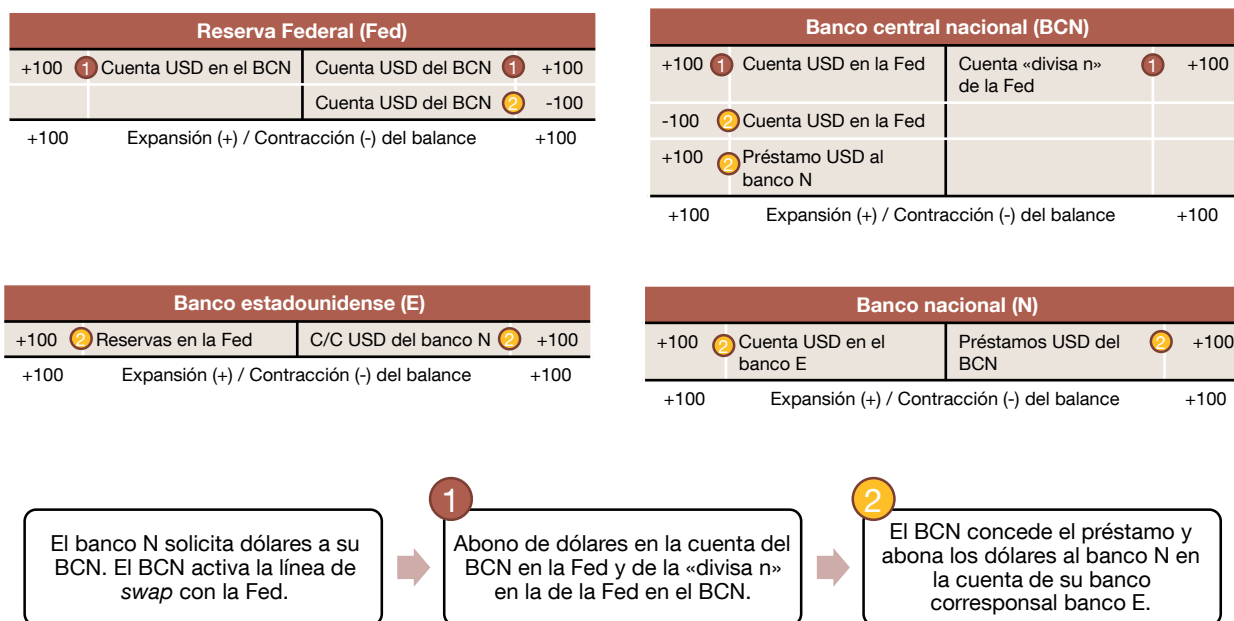 Reserva Federal (Fed)
+100 1 Cuenta USD en el BCN Cuenta USD del BCN 1 +100
Cuenta USD del BCN 2 -100
+100 Expansión (+) / Contracción (-) del balance +100
Banco central nacional (BCN)
+100 1 Cuenta USD en la Fed Cuenta «divisa n» 1 +100
de la Fed
-100 2 Cuenta USD en la Fed
+100 2 Préstamo USD al
banco N
+100 Expansión (+) / Contracción (-) del balance +100
Banco estadounidense (E)
+100 2 Reservas en la Fed C/C USD del banco N 2 +100
+100 Expansión (+) / Contracción (-) del balance +100
Banco nacional (N)
+100 2 Cuenta USD en el Préstamos USD del 2 +100
banco E BCN
+100 Expansión (+) / Contracción (-) del balance +100
El banco N solicita dólares a su
BCN. El BCN activa la línea de
swap con la Fed.
1
Abono de dólares en la cuenta del
BCN en la Fed y de la «divisa n»
en la de la Fed en el BCN.
2
El BCN concede el préstamo y
abona los dólares al banco N en
la cuenta de su banco
corresponsal banco E.